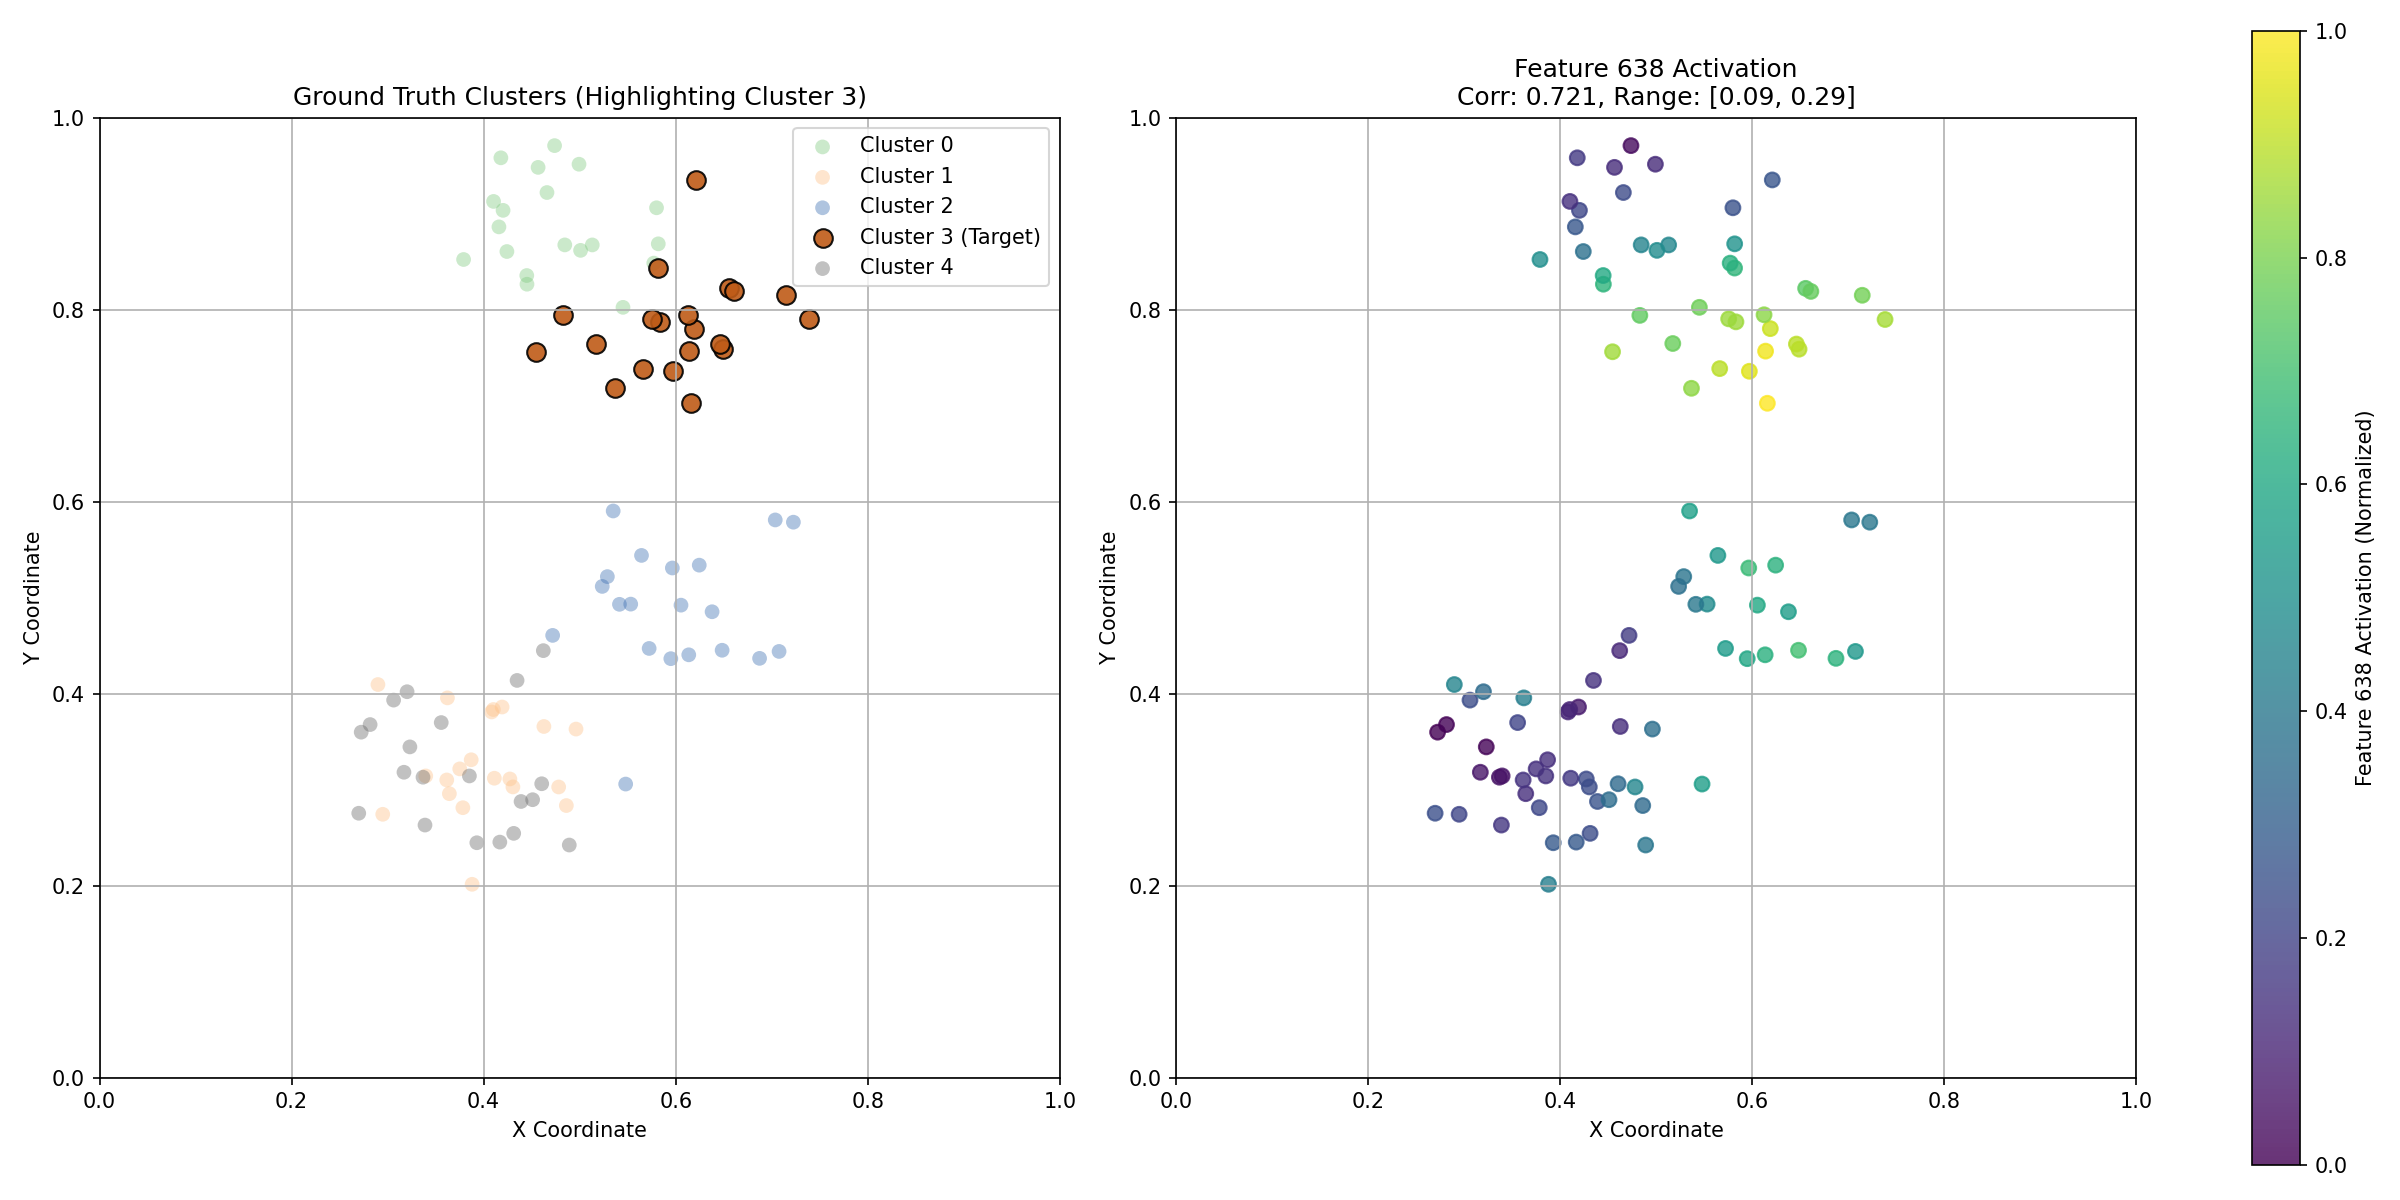 Ground Truth Clusters (Highlighting Cluster 3)
Cluster 0
Cluster 1
Cluster 2
Cluster 3 (Target)
Cluster 4
1.0
0.8
0.6
0.4
0.2
0.0
Y Coordinate
0.0 0.2 0.4 0.6 0.8 1.0
X Coordinate
Feature 638 Activation
Corr: 0.721, Range: [0.09, 0.29]
1.0
0.8
0.6
0.4
0.2
0.0
Y Coordinate
0.0 0.2 0.4 0.6 0.8 1.0
X Coordinate
1.0
0.8
0.6
0.4
0.2
0.0
Feature 638 Activation (Normalized)